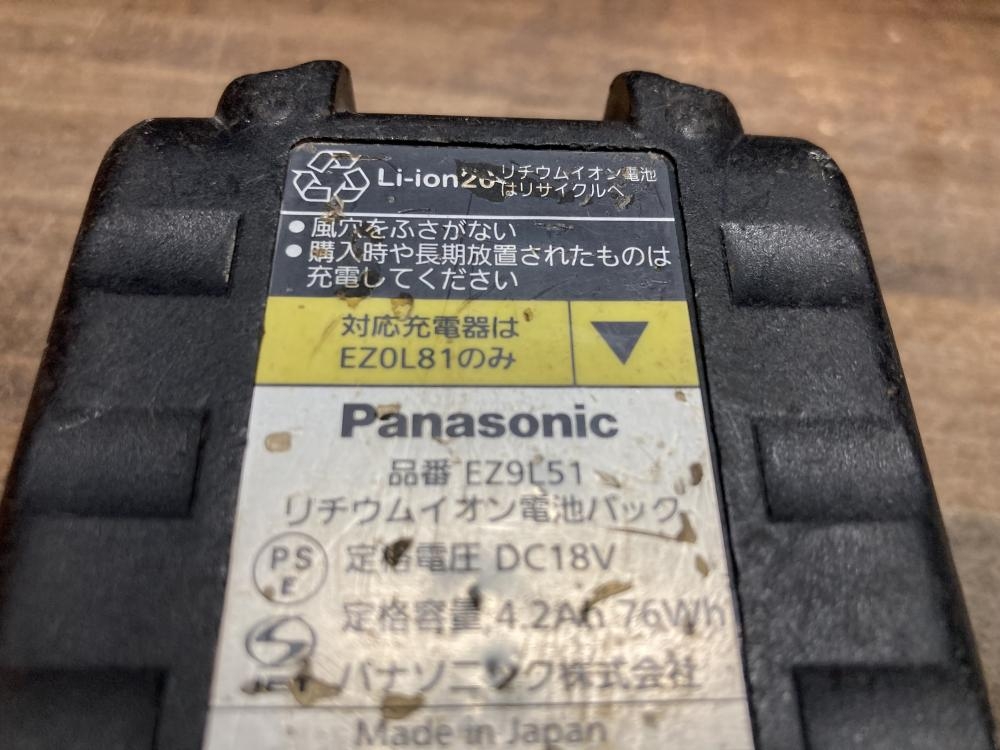 Li-ion20 リチウムイオン電池
はリサイクルへ
● 風穴をふさがない
● 購入時や長期放置されたものは
充電してください
対応充電器は
EZ0L81のみ
Panasonic
品番 EZ9L51
リチウムイオン電池パック
PS
E
定格電圧 DC18V
定格容量 4.2Ah 76Wh
JET
パナソニック株式会社
Made in Japan